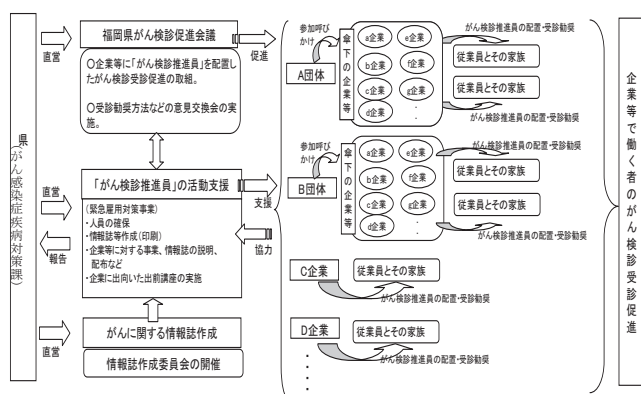 県
(がん感染症疾病対策課)
直営
直営
報告
直営
福岡県がん検診促進会議
○企業等に「がん検診推進員」を配置し
たがん検診受診促進の取組。
○受診勧奨方法などの意見交換会の実
施。
促進
「がん検診推進員」の活動支援
(緊急雇用対策事業)
・人員の確保
・情報誌等作成(印刷)
・企業等に対する事業、情報誌の説明、
配布など
・企業に出向いた出前講座の実施
支援
協力
がんに関する情報誌作成
情報誌作成委員会の開催
参加呼び
かけ
A団体
傘下の企業等
a企業
e企業
b企業
f企業
c企業
g企業
d企業
:
がん検診推進員の配置・受診勧奨
従業員とその家族
従業員とその家族
がん検診推進員の配置・受診勧奨
参加呼び
かけ
B団体
傘下の企業等
a企業
e企業
b企業
f企業
c企業
g企業
d企業
:
がん検診推進員の配置・受診勧奨
従業員とその家族
従業員とその家族
がん検診推進員の配置・受診勧奨
C企業
従業員とその家族
がん検診推進員の配置・受診勧奨
D企業
従業員とその家族
がん検診推進員の配置・受診勧奨
・
・
・
・
企業等で働く者のがん検診受診促進